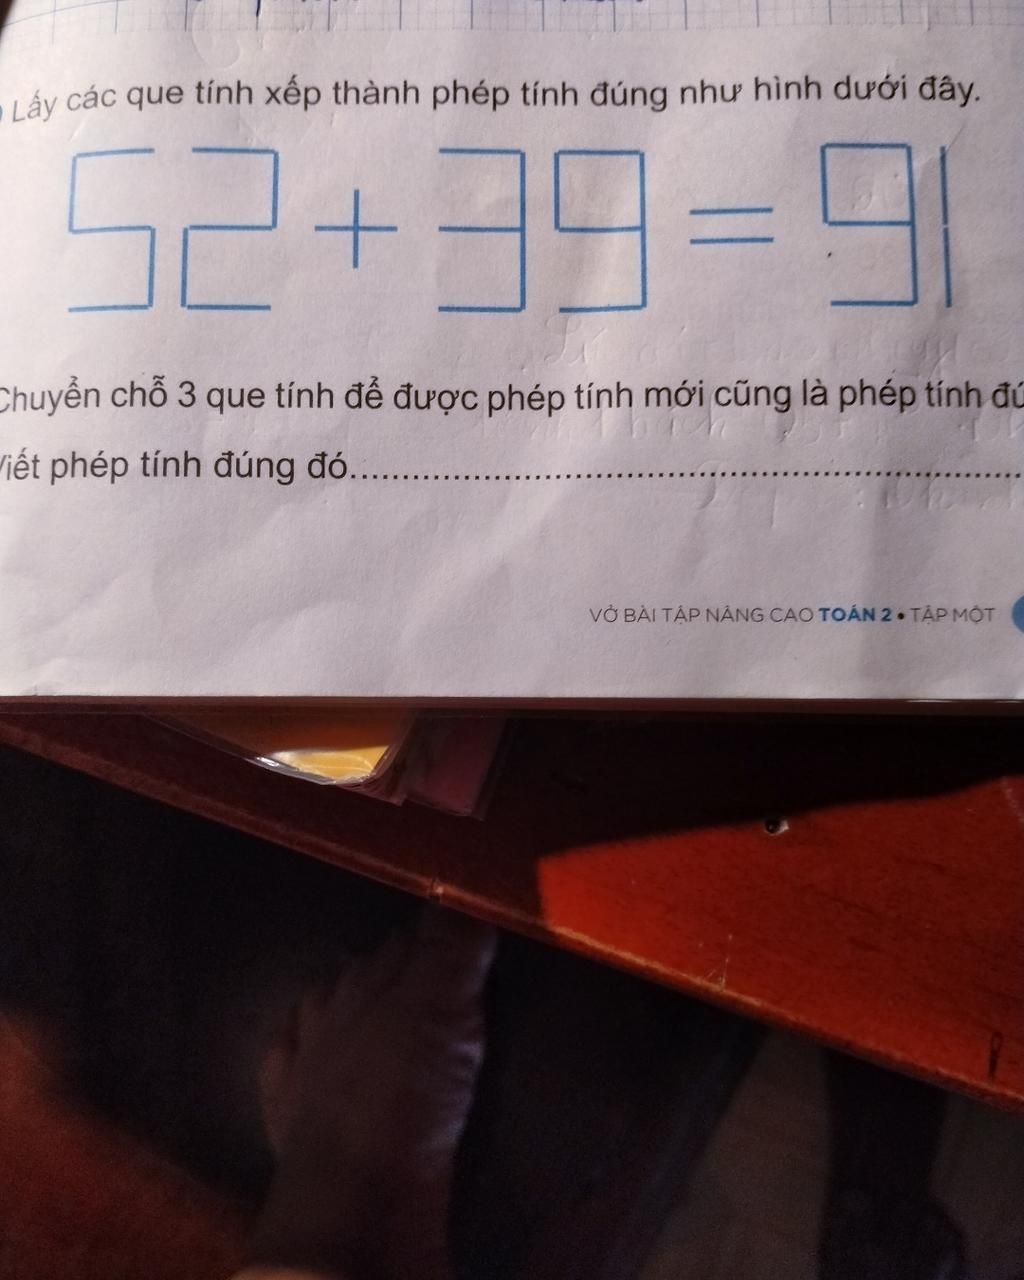 Lấy các que tính xếp thành phép tính đúng như hình dưới đây.
52 + 39 = 91
Chuyển chỗ 3 que tính để được phép tính mới cũng là phép tính đú
Viết phép tính đúng đó
VỞ BÀI TẬP NÂNG CAO TOÁN 2 • TẬP MỘT